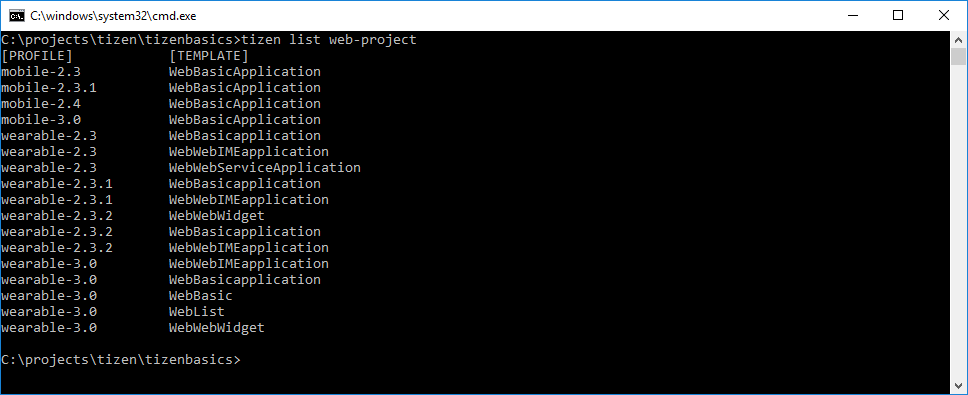 C:\windows\system32\cmd.exe
C:\projects\tizen\tizenbasics>tizen list web-project
[PROFILE] [TEMPLATE]
mobile-2.3 WebBasicApplication
mobile-2.3.1 WebBasicApplication
mobile-2.4 WebBasicApplication
mobile-3.0 WebBasicApplication
wearable-2.3 WebBasicapplication
wearable-2.3 WebWebIMEapplication
wearable-2.3 WebWebServiceApplication
wearable-2.3.1 WebBasicapplication
wearable-2.3.1 WebWebIMEapplication
wearable-2.3.2 WebWebWidget
wearable-2.3.2 WebBasicapplication
wearable-2.3.2 WebWebIMEapplication
wearable-3.0 WebWebIMEapplication
wearable-3.0 WebBasicapplication
wearable-3.0 WebBasic
wearable-3.0 WebList
wearable-3.0 WebWebWidget
C:\projects\tizen\tizenbasics>